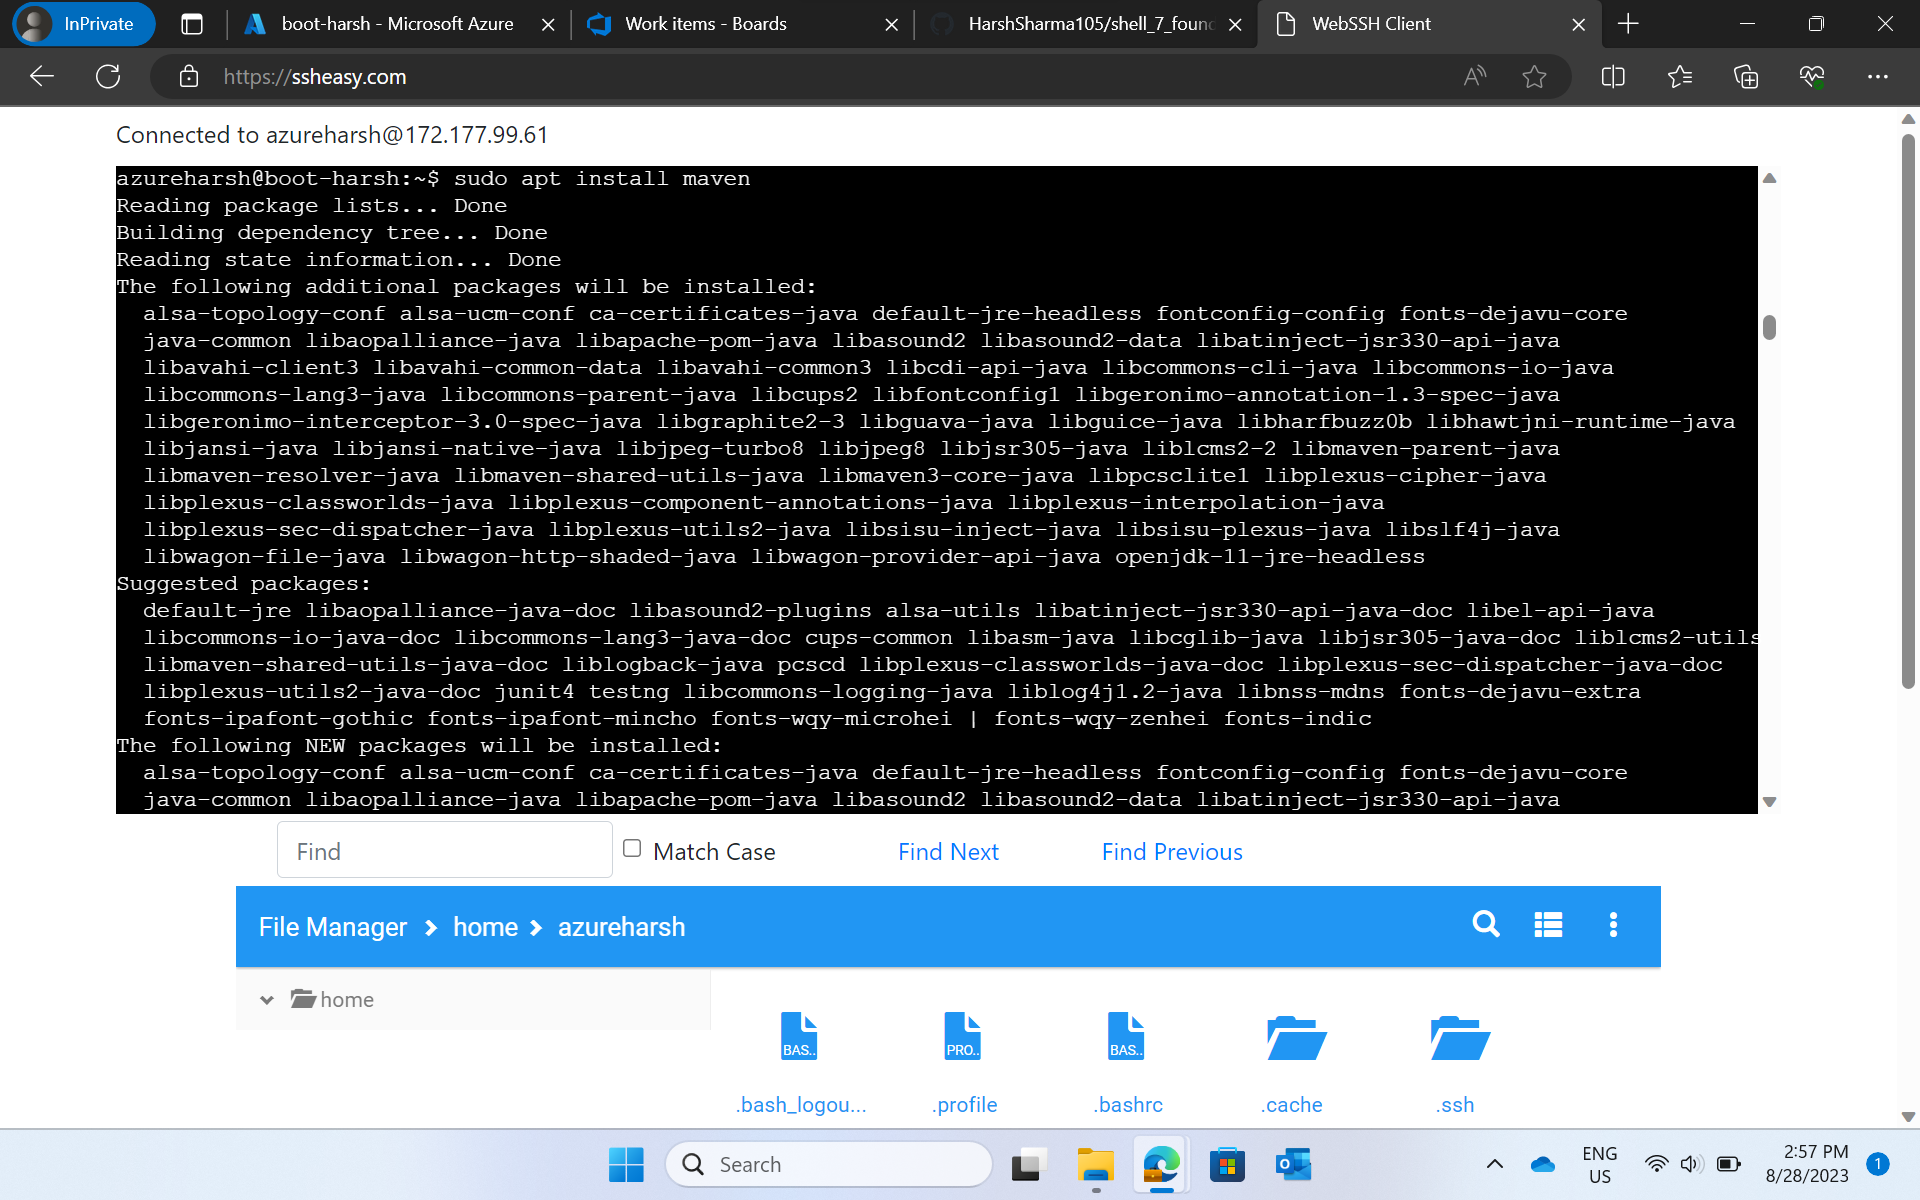 InPrivate
boot-harsh - Microsoft Azure
Work items - Boards
HarshSharma105/shell_7_foun
WebSSH Client
https://ssheasy.com
Connected to azureharsh@172.177.99.61
azureharsh@boot-harsh:~$ sudo apt install maven
Reading package lists... Done
Building dependency tree... Done
Reading state information... Done
The following additional packages will be installed:
  alsa-topology-conf alsa-ucm-conf ca-certificates-java default-jre-headless fontconfig-config fonts-dejavu-core
  java-common libaopalliance-java libapache-pom-java libasound2 libasound2-data libatinject-jsr330-api-java
  libavahi-client3 libavahi-common-data libavahi-common3 libcdi-api-java libcommons-cli-java libcommons-io-java
  libcommons-lang3-java libcommons-parent-java libcups2 libfontconfig1 libgeronimo-annotation-1.3-spec-java
  libgeronimo-interceptor-3.0-spec-java libgraphite2-3 libguava-java libguice-java libharfbuzz0b libhawtjni-runtime-java
  libjansi-java libjansi-native-java libjpeg-turbo8 libjpeg8 libjsr305-java liblcms2-2 libmaven-parent-java
  libmaven-resolver-java libmaven-shared-utils-java libmaven3-core-java libpcsclite1 libplexus-cipher-java
  libplexus-classworlds-java libplexus-component-annotations-java libplexus-interpolation-java
  libplexus-sec-dispatcher-java libplexus-utils2-java libsisu-inject-java libsisu-plexus-java libslf4j-java
  libwagon-file-java libwagon-http-shaded-java libwagon-provider-api-java openjdk-11-jre-headless
Suggested packages:
  default-jre libaopalliance-java-doc libasound2-plugins alsa-utils libatinject-jsr330-api-java-doc libel-api-java
  libcommons-io-java-doc libcommons-lang3-java-doc cups-common libasm-java libcglib-java libjsr305-java-doc liblcms2-utils
  libmaven-shared-utils-java-doc liblogback-java pcscd libplexus-classworlds-java-doc libplexus-sec-dispatcher-java-doc
  libplexus-utils2-java-doc junit4 testng libcommons-logging-java liblog4j1.2-java libnss-mdns fonts-dejavu-extra
  fonts-ipafont-gothic fonts-ipafont-mincho fonts-wqy-microhei | fonts-wqy-zenhei fonts-indic
The following NEW packages will be installed:
  alsa-topology-conf alsa-ucm-conf ca-certificates-java default-jre-headless fontconfig-config fonts-dejavu-core
  java-common libaopalliance-java libapache-pom-java libasound2 libasound2-data libatinject-jsr330-api-java
Find
Match Case
Find Next
Find Previous
File Manager > home > azureharsh
home
BAS..
PRO..
BAS..
.bash_logou...
.profile
.bashrc
.cache
.ssh
Search
ENG
US
2:57 PM
8/28/2023
1